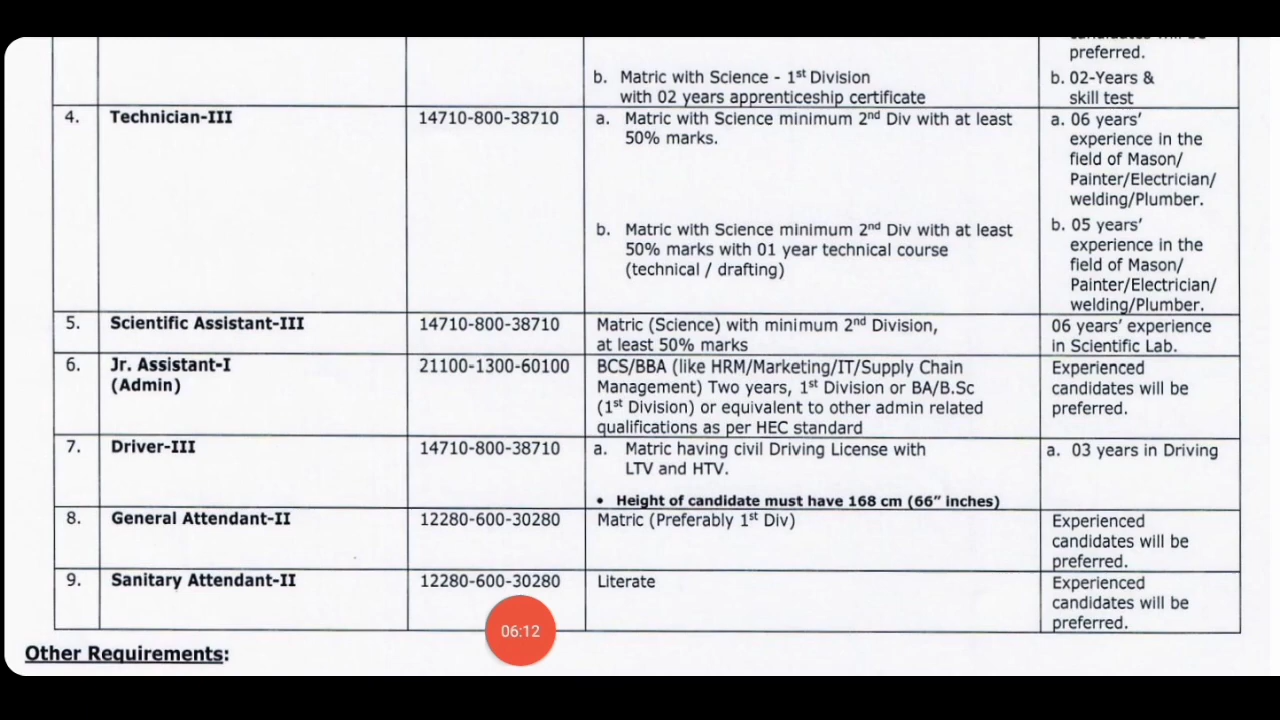 preferred.
b. Matric with Science - 1st Division
with 02 years apprenticeship certificate
b. 02-Years &
skill test
4. Technician-III 14710-800-38710
a. Matric with Science minimum 2nd Div with at least
50% marks.
a. 06 years’
experience in the
field of Mason/
Painter/Electrician/
welding/Plumber.
b. Matric with Science minimum 2nd Div with at least
50% marks with 01 year technical course
(technical / drafting)
b. 05 years’
experience in the
field of Mason/
Painter/Electrician/
welding/Plumber.
5. Scientific Assistant-III 14710-800-38710
Matric (Science) with minimum 2nd Division,
at least 50% marks
06 years’ experience
in Scientific Lab.
6. Jr. Assistant-I
(Admin)
21100-1300-60100
BCS/BBA (like HRM/Marketing/IT/Supply Chain
Management) Two years, 1st Division or BA/B.Sc
(1st Division) or equivalent to other admin related
qualifications as per HEC standard
Experienced
candidates will be
preferred.
7. Driver-III 14710-800-38710
a. Matric having civil Driving License with
LTV and HTV.
• Height of candidate must have 168 cm (66” inches)
a. 03 years in Driving
8. General Attendant-II 12280-600-30280
Matric (Preferably 1st Div)
Experienced
candidates will be
preferred.
9. Sanitary Attendant-II 12280-600-30280
Literate
Experienced
candidates will be
preferred.
06:12
Other Requirements: